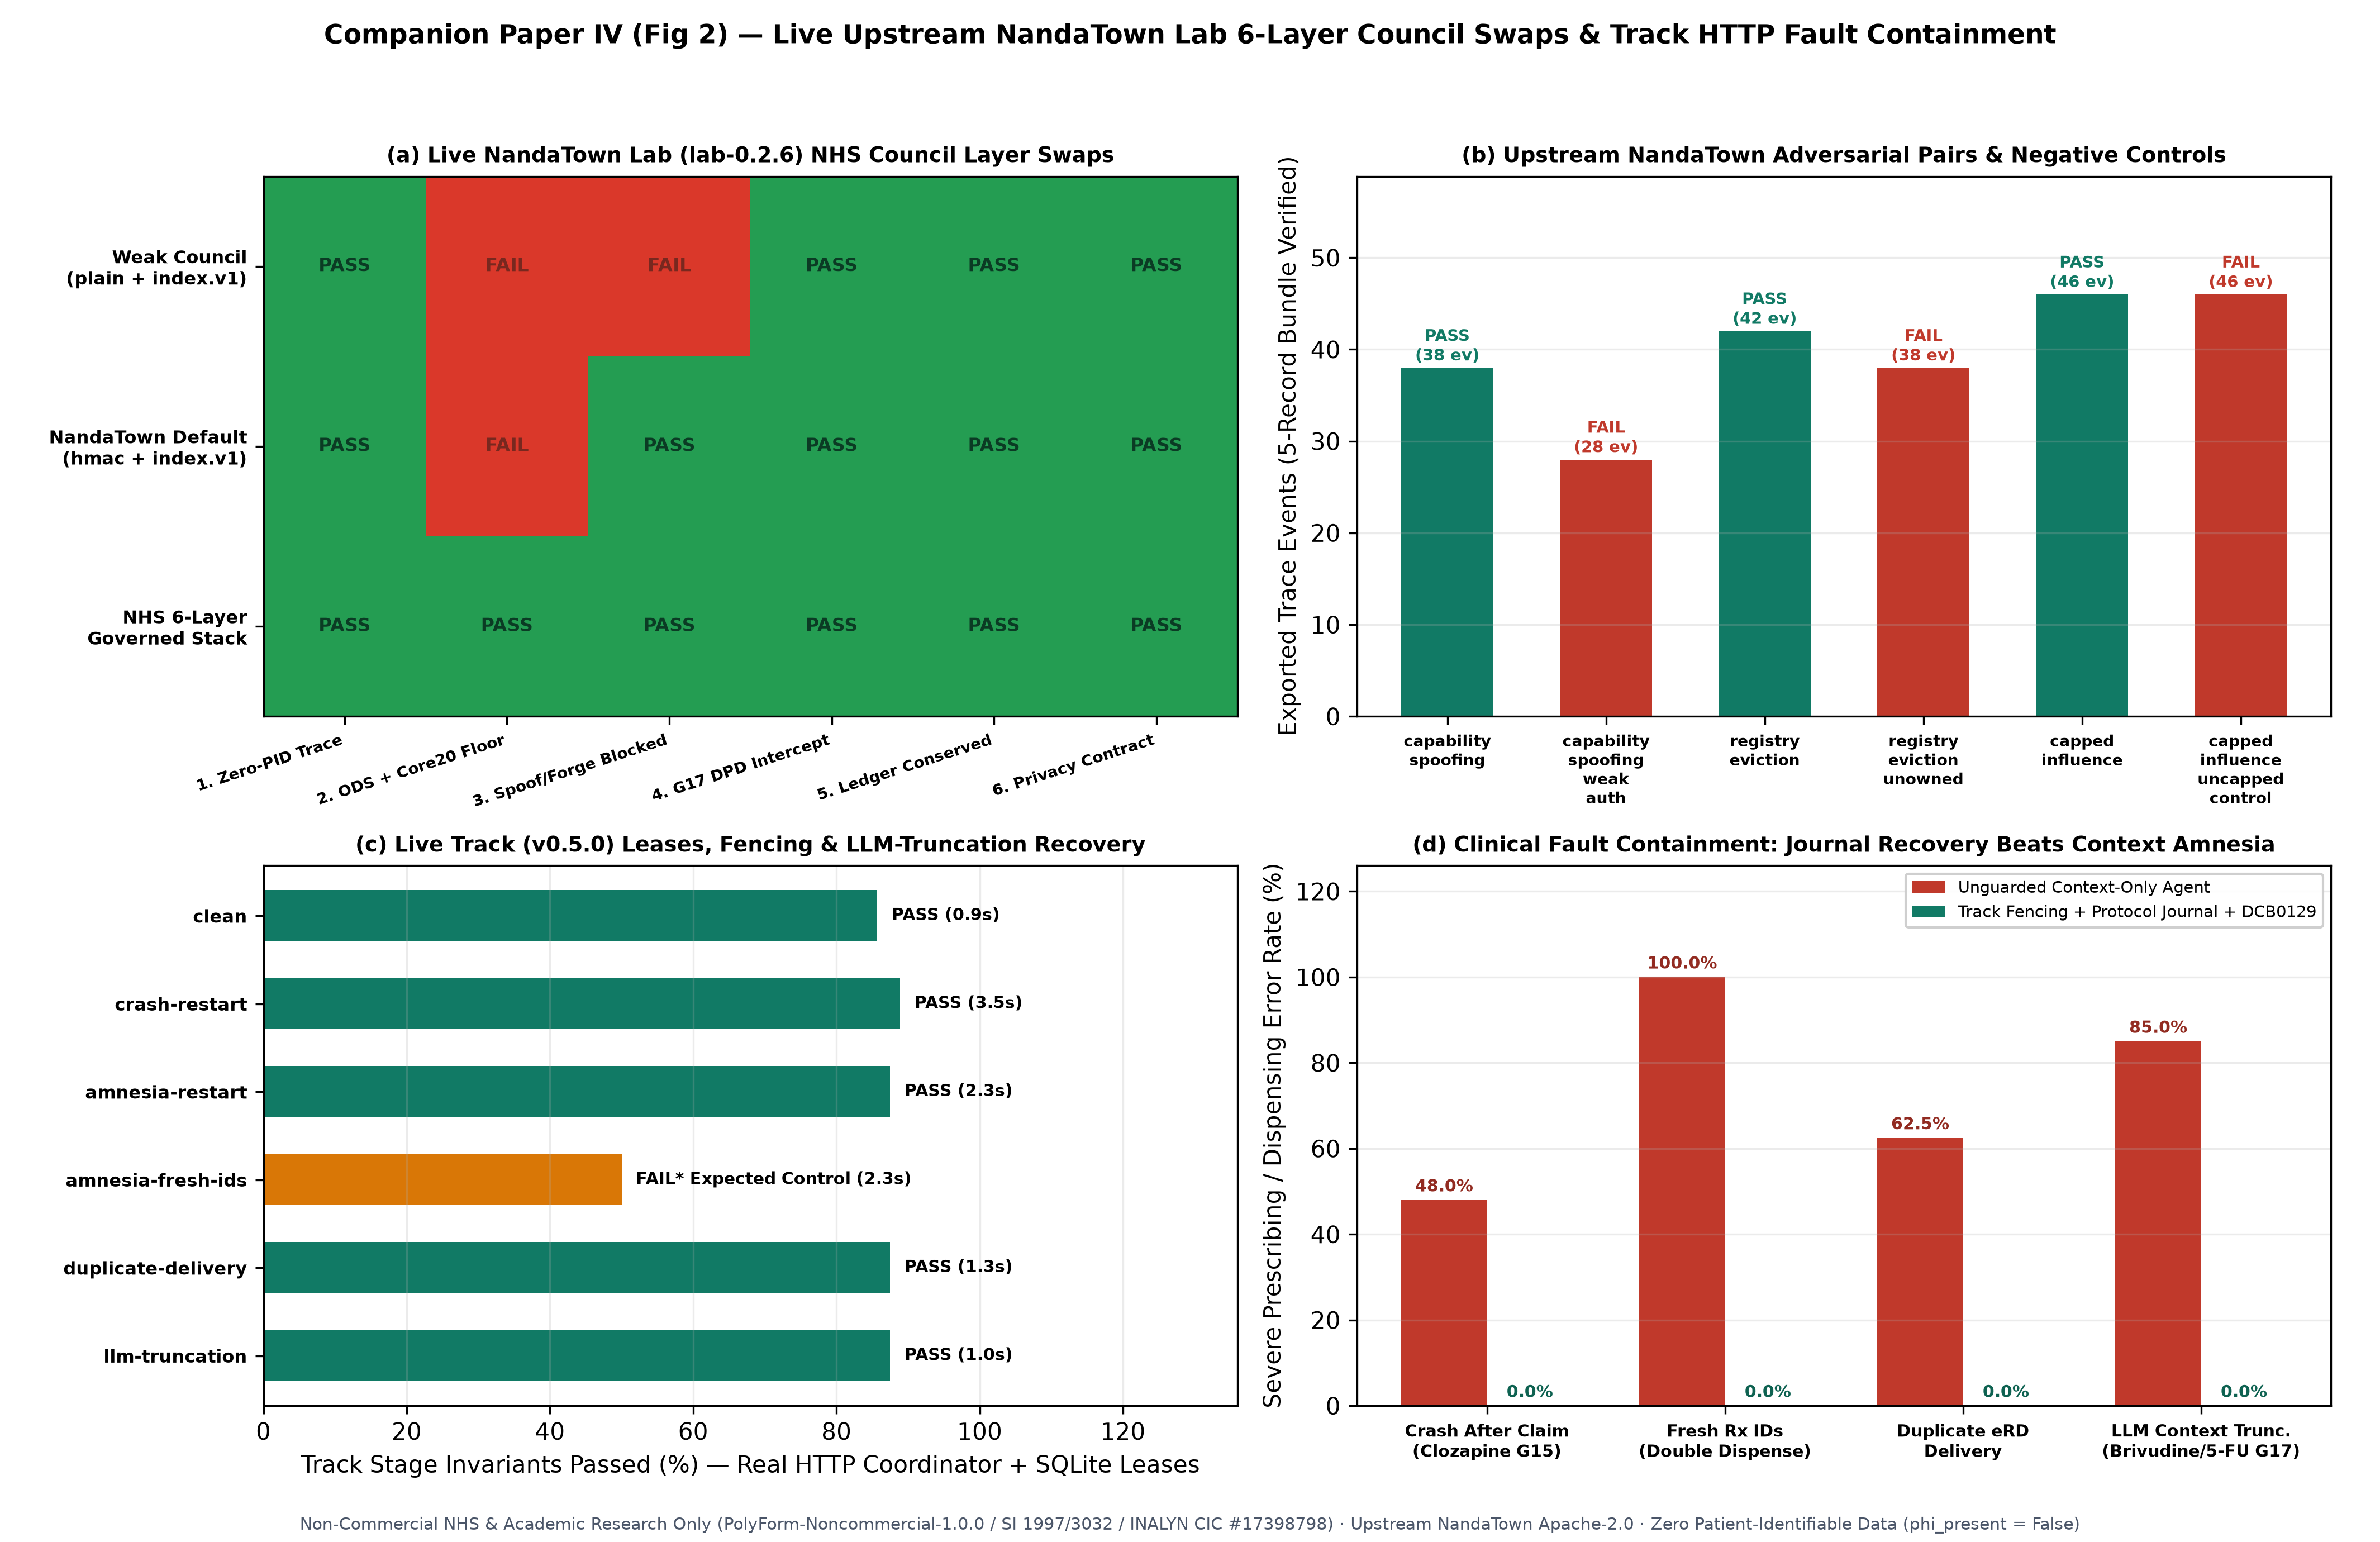 Companion Paper IV (Fig 2) — Live Upstream NandaTown Lab 6-Layer Council Swaps & Track HTTP Fault Containment
(a) Live NandaTown Lab (lab-0.2.6) NHS Council Layer Swaps
Weak Council
(plain + index.v1)
PASS FAIL FAIL PASS PASS PASS
NandaTown Default
(hmac + index.v1)
PASS FAIL PASS PASS PASS PASS
NHS 6-Layer
Governed Stack
PASS PASS PASS PASS PASS PASS
1. Zero-PID Trace
2. ODS + Core20 Floor
3. Spoof/Forge Blocked
4. G17 DPD Intercept
5. Ledger Conserved
6. Privacy Contract
(b) Upstream NandaTown Adversarial Pairs & Negative Controls
Exported Trace Events (5-Record Bundle Verified)
50
40
30
20
10
0
PASS
(38 ev)
FAIL
(28 ev)
PASS
(42 ev)
FAIL
(38 ev)
PASS
(46 ev)
FAIL
(46 ev)
capability
spoofing
capability
spoofing
weak
auth
registry
eviction
registry
eviction
unowned
capped
influence
capped
influence
uncapped
control
(c) Live Track (v0.5.0) Leases, Fencing & LLM-Truncation Recovery
clean
PASS (0.9s)
crash-restart
PASS (3.5s)
amnesia-restart
PASS (2.3s)
amnesia-fresh-ids
FAIL* Expected Control (2.3s)
duplicate-delivery
PASS (1.3s)
llm-truncation
PASS (1.0s)
0 20 40 60 80 100 120
Track Stage Invariants Passed (%) — Real HTTP Coordinator + SQLite Leases
(d) Clinical Fault Containment: Journal Recovery Beats Context Amnesia
Severe Prescribing / Dispensing Error Rate (%)
120
100
80
60
40
20
0
Unguarded Context-Only Agent
Track Fencing + Protocol Journal + DCB0129
48.0%
0.0%
100.0%
0.0%
62.5%
0.0%
85.0%
0.0%
Crash After Claim
(Clozapine G15)
Fresh Rx IDs
(Double Dispense)
Duplicate eRD
Delivery
LLM Context Trunc.
(Brivudine/5-FU G17)
Non-Commercial NHS & Academic Research Only (PolyForm-Noncommercial-1.0.0 / SI 1997/3032 / INALYN CIC #17398798) · Upstream NandaTown Apache-2.0 · Zero Patient-Identifiable Data (phi_present = False)